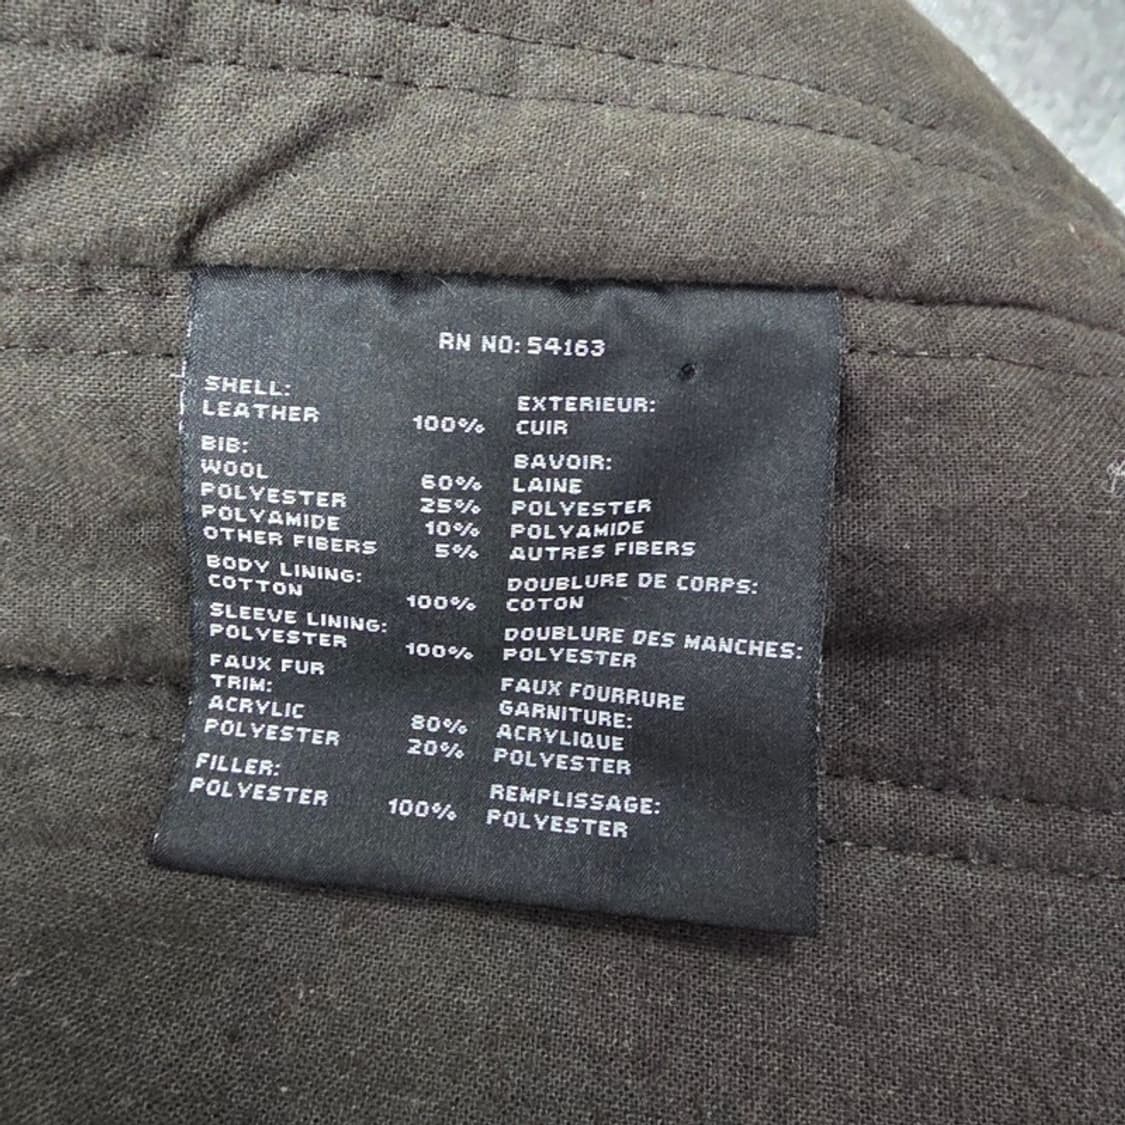 RN NO: 54163
SHELL:
LEATHER 100%
BIB:
WOOL 60%
POLYESTER 25%
POLYAMIDE 10%
OTHER FIBERS 5%
BODY LINING:
COTTON 100%
SLEEVE LINING:
POLYESTER 100%
FAUX FUR
TRIM:
ACRYLIC 80%
POLYESTER 20%
FILLER:
POLYESTER 100%
EXTERIEUR:
CUIR
BAVOIR:
LAINE
POLYESTER
POLYAMIDE
AUTRES FIBERS
DOUBLURE DE CORPS:
COTON
DOUBLURE DES MANCHES:
POLYESTER
FAUX FOURRURE
GARNITURE:
ACRYLIQUE
POLYESTER
REMPLISSAGE:
POLYESTER